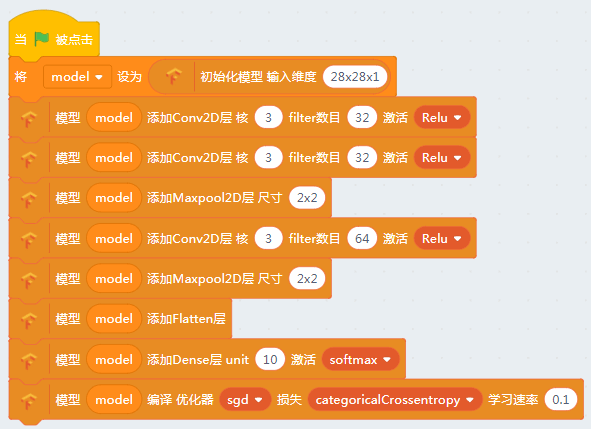 当 被点击
将 model 设为 初始化模型 输入维度 28x28x1
模型 model 添加Conv2D层 核 3 filter数目 32 激活 Relu
模型 model 添加Conv2D层 核 3 filter数目 32 激活 Relu
模型 model 添加Maxpool2D层 尺寸 2x2
模型 model 添加Conv2D层 核 3 filter数目 64 激活 Relu
模型 model 添加Maxpool2D层 尺寸 2x2
模型 model 添加Flatten层
模型 model 添加Dense层 unit 10 激活 softmax
模型 model 编译 优化器 sgd 损失 categoricalCrossentropy 学习速率 0.1